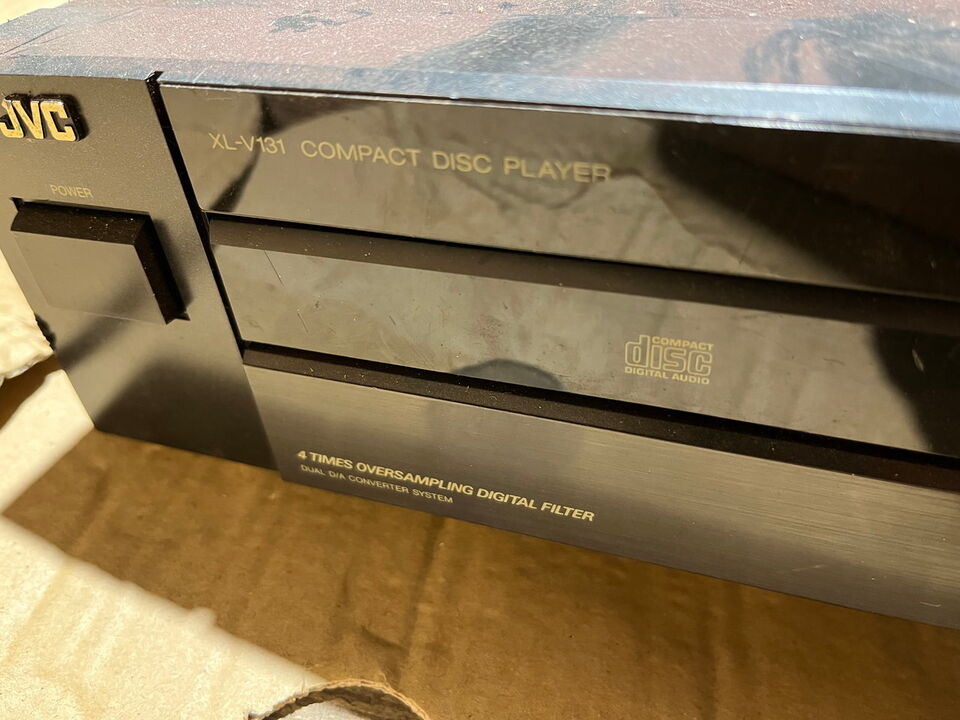 JVC
POWER
XL-V131 COMPACT DISC PLAYER
COMPACT
disc
DIGITAL AUDIO
4 TIMES OVERSAMPLING DIGITAL FILTER
DUAL D/A CONVERTER SYSTEM